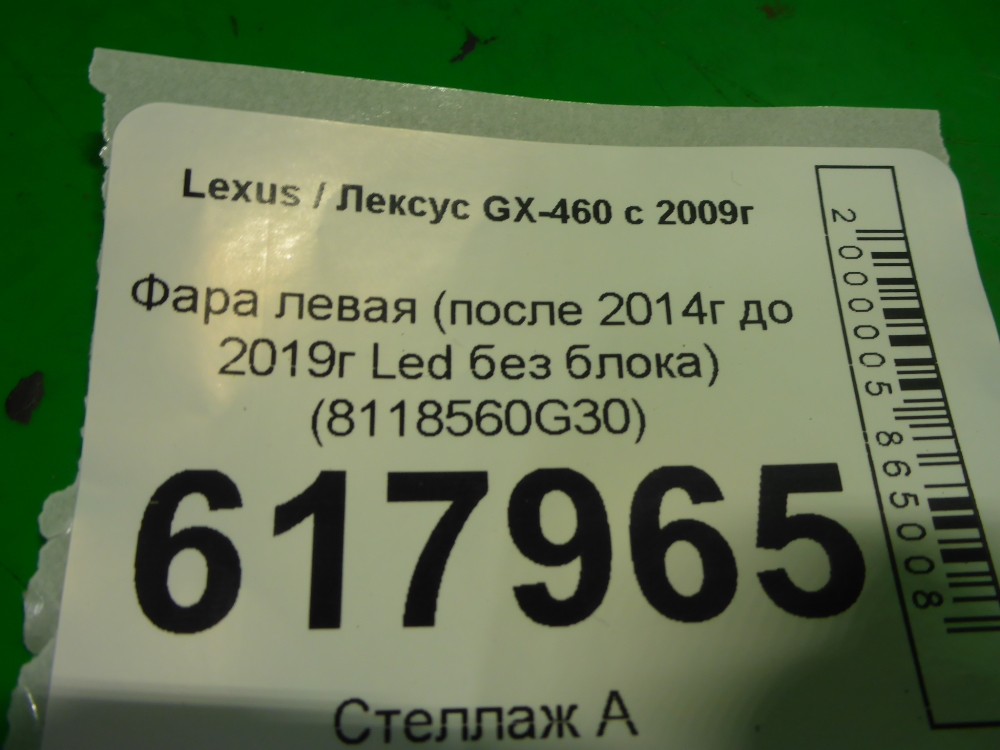 Lexus / Лексус GX-460 с 2009г
Фара левая (после 2014г до
2019г Led без блока)
(8118560G30)
617965
Стеллаж А
2000005865008